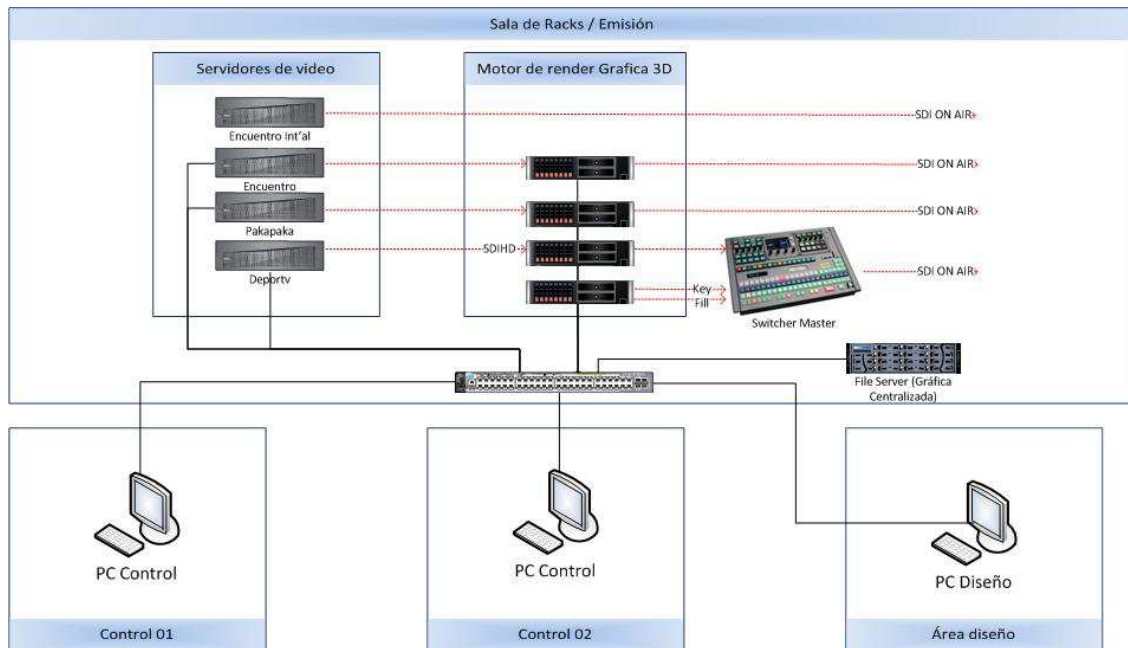 Sala de Racks / Emisión
Servidores de video
Motor de render Grafica 3D
Encuentro Int'al
SDI ON AIR
Encuentro
SDI ON AIR
Pakapaka
SDI ON AIR
Deportv
SDIHD
Key
Fill
Switcher Master
SDI ON AIR
File Server (Gráfica
Centralizada)
PC Control
Control 01
PC Control
Control 02
PC Diseño
Área diseño